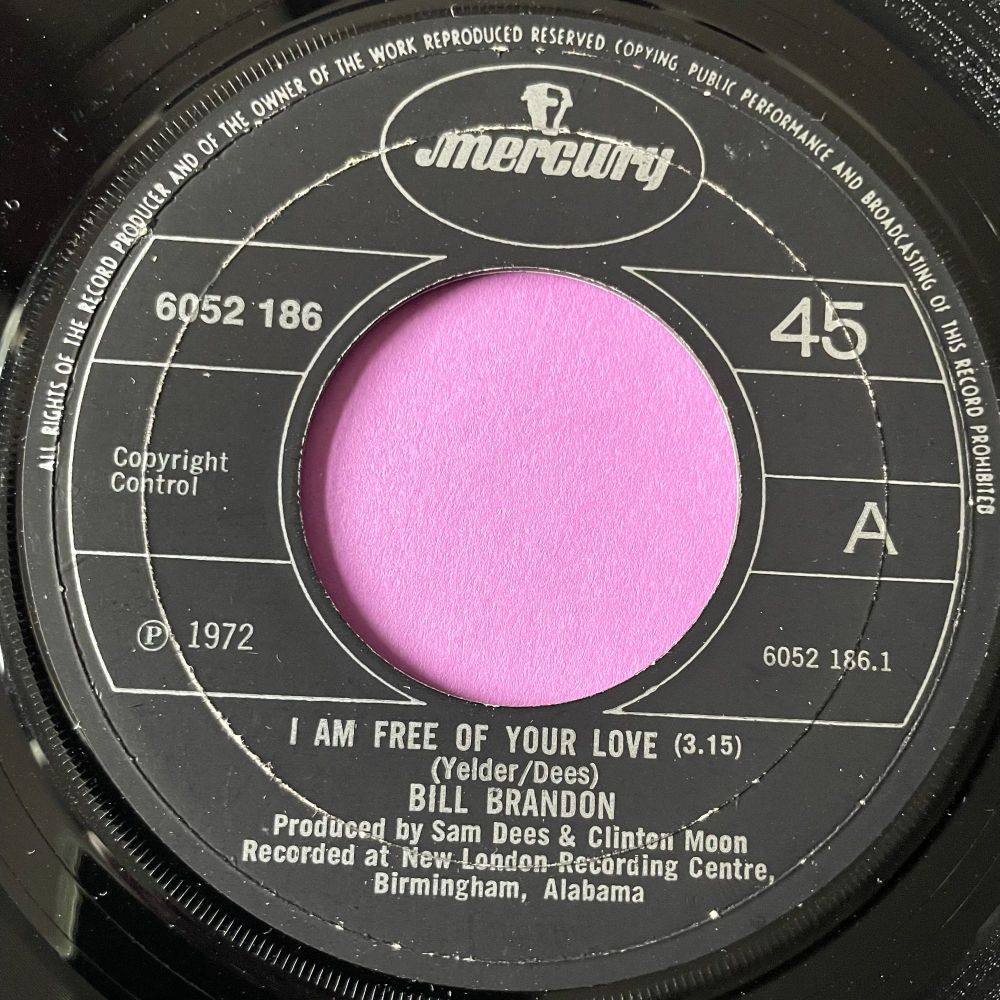 ALL RIGHTS OF THE RECORD PRODUCER AND OF THE OWNER OF THE WORK REPRODUCED RESERVED. COPYING, PUBLIC PERFORMANCE AND BROADCASTING OF THIS RECORD PROHIBITED
mercury
6052 186
45
Copyright
Control
A
Ⓟ 1972
6052 186.1
I AM FREE OF YOUR LOVE (3.15)
(Yelder/Dees)
BILL BRANDON
Produced by Sam Dees & Clinton Moon
Recorded at New London Recording Centre,
Birmingham, Alabama